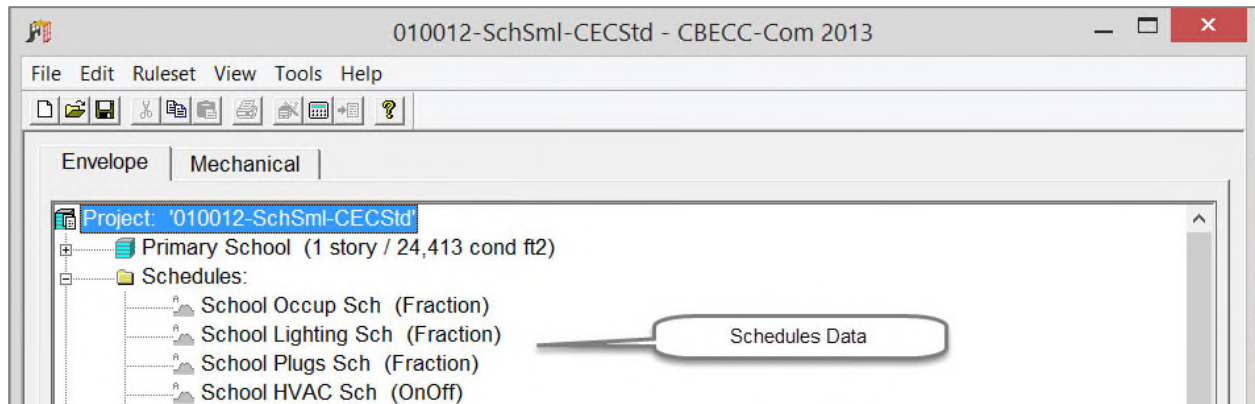 010012-SchSml-CECStd - CBECC-Com 2013
File Edit Ruleset View Tools Help
Envelope Mechanical
Project: '010012-SchSml-CECStd'
Primary School (1 story / 24,413 cond ft2)
Schedules:
School Occup Sch (Fraction)
School Lighting Sch (Fraction)
Schedules Data
School Plugs Sch (Fraction)
School HVAC Sch (OnOff)